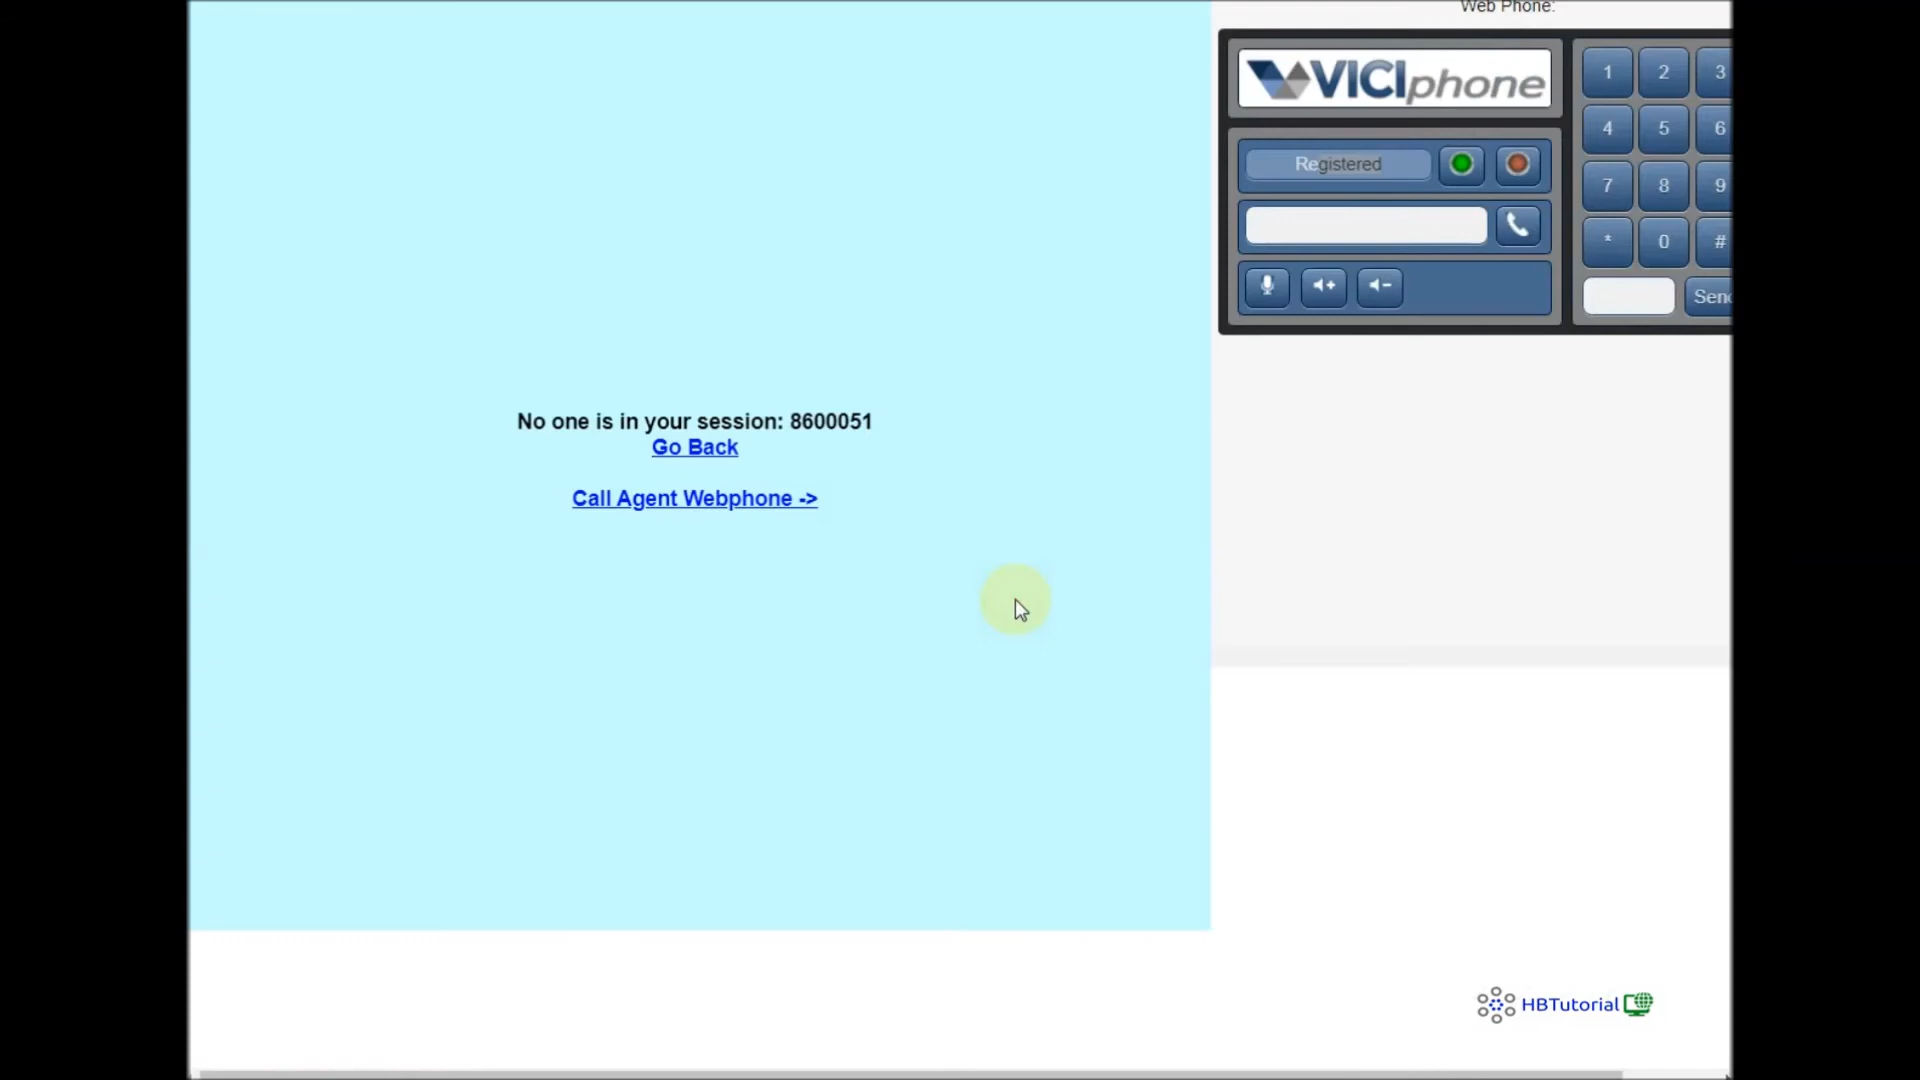 Web Phone:
VICIphone
Registered
1 2 3
4 5 6
7 8 9
* 0 #
Send
No one is in your session: 8600051
Go Back
Call Agent Webphone ->
HBTutorial